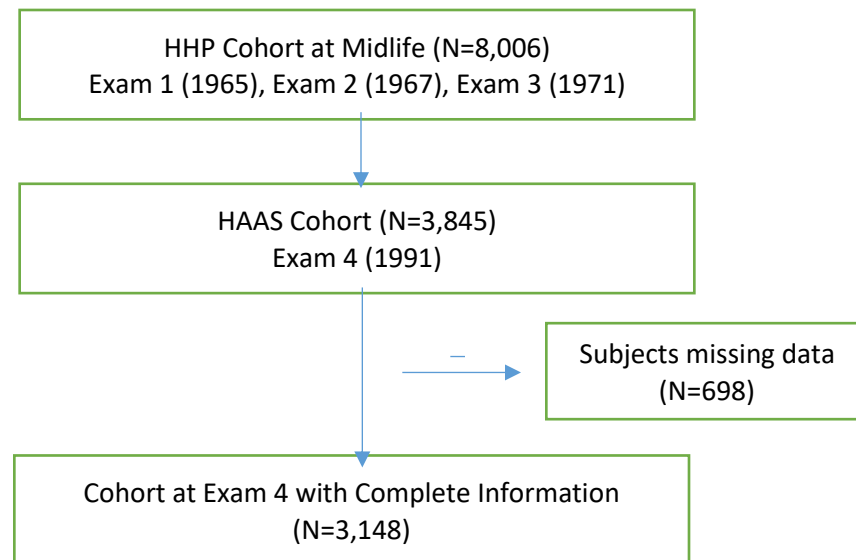 HHP Cohort at Midlife (N=8,006)
Exam 1 (1965), Exam 2 (1967), Exam 3 (1971)
HAAS Cohort (N=3,845)
Exam 4 (1991)
Subjects missing data
(N=698)
Cohort at Exam 4 with Complete Information
(N=3,148)